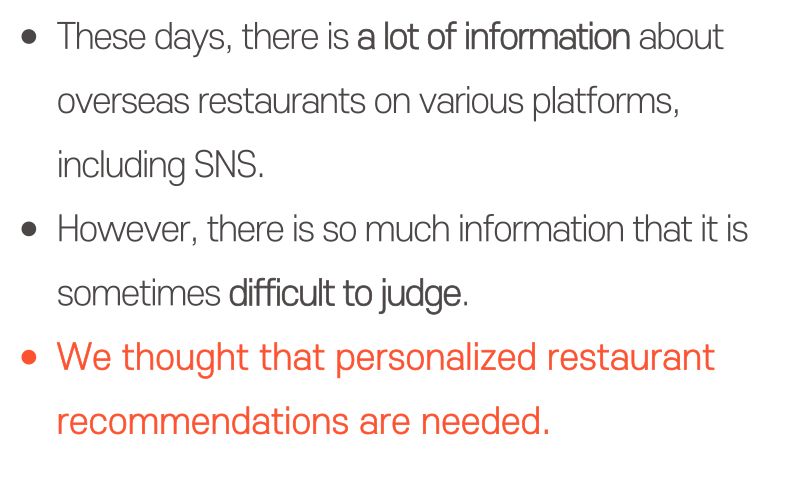 • These days, there is a lot of information about
overseas restaurants on various platforms,
including SNS.
• However, there is so much information that it is
sometimes difficult to judge.
• We thought that personalized restaurant
recommendations are needed.